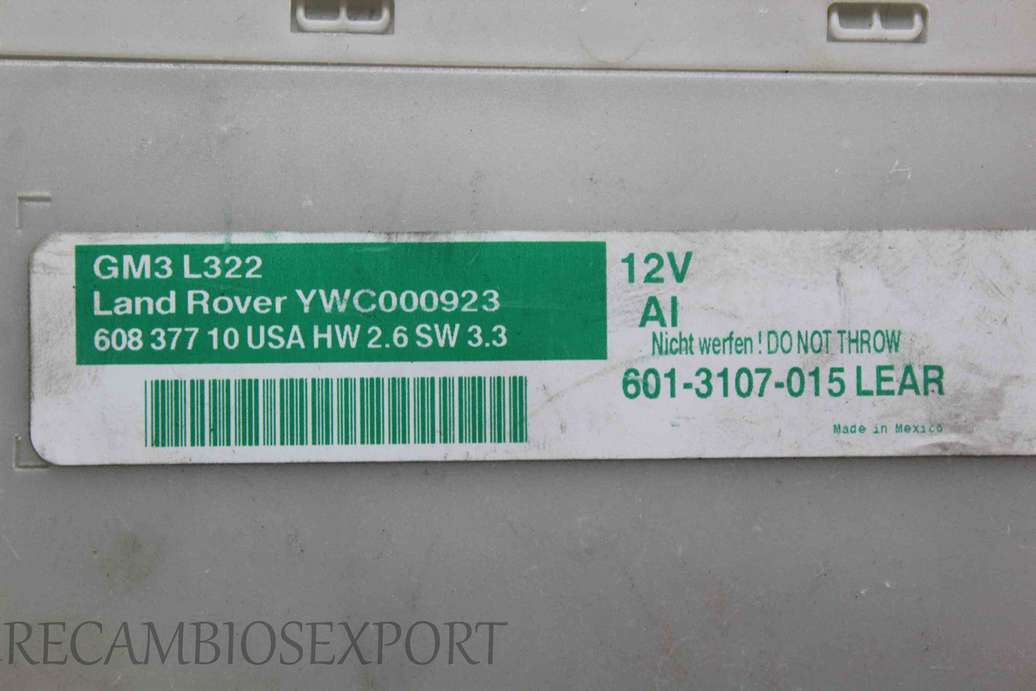 GM3 L322
Land Rover YWC000923
608 377 10 USA HW 2.6 SW 3.3
12V
AI
Nicht werfen ! DO NOT THROW
601-3107-015 LEAR
Made in Mexico
RECAMBIOSEXPORT